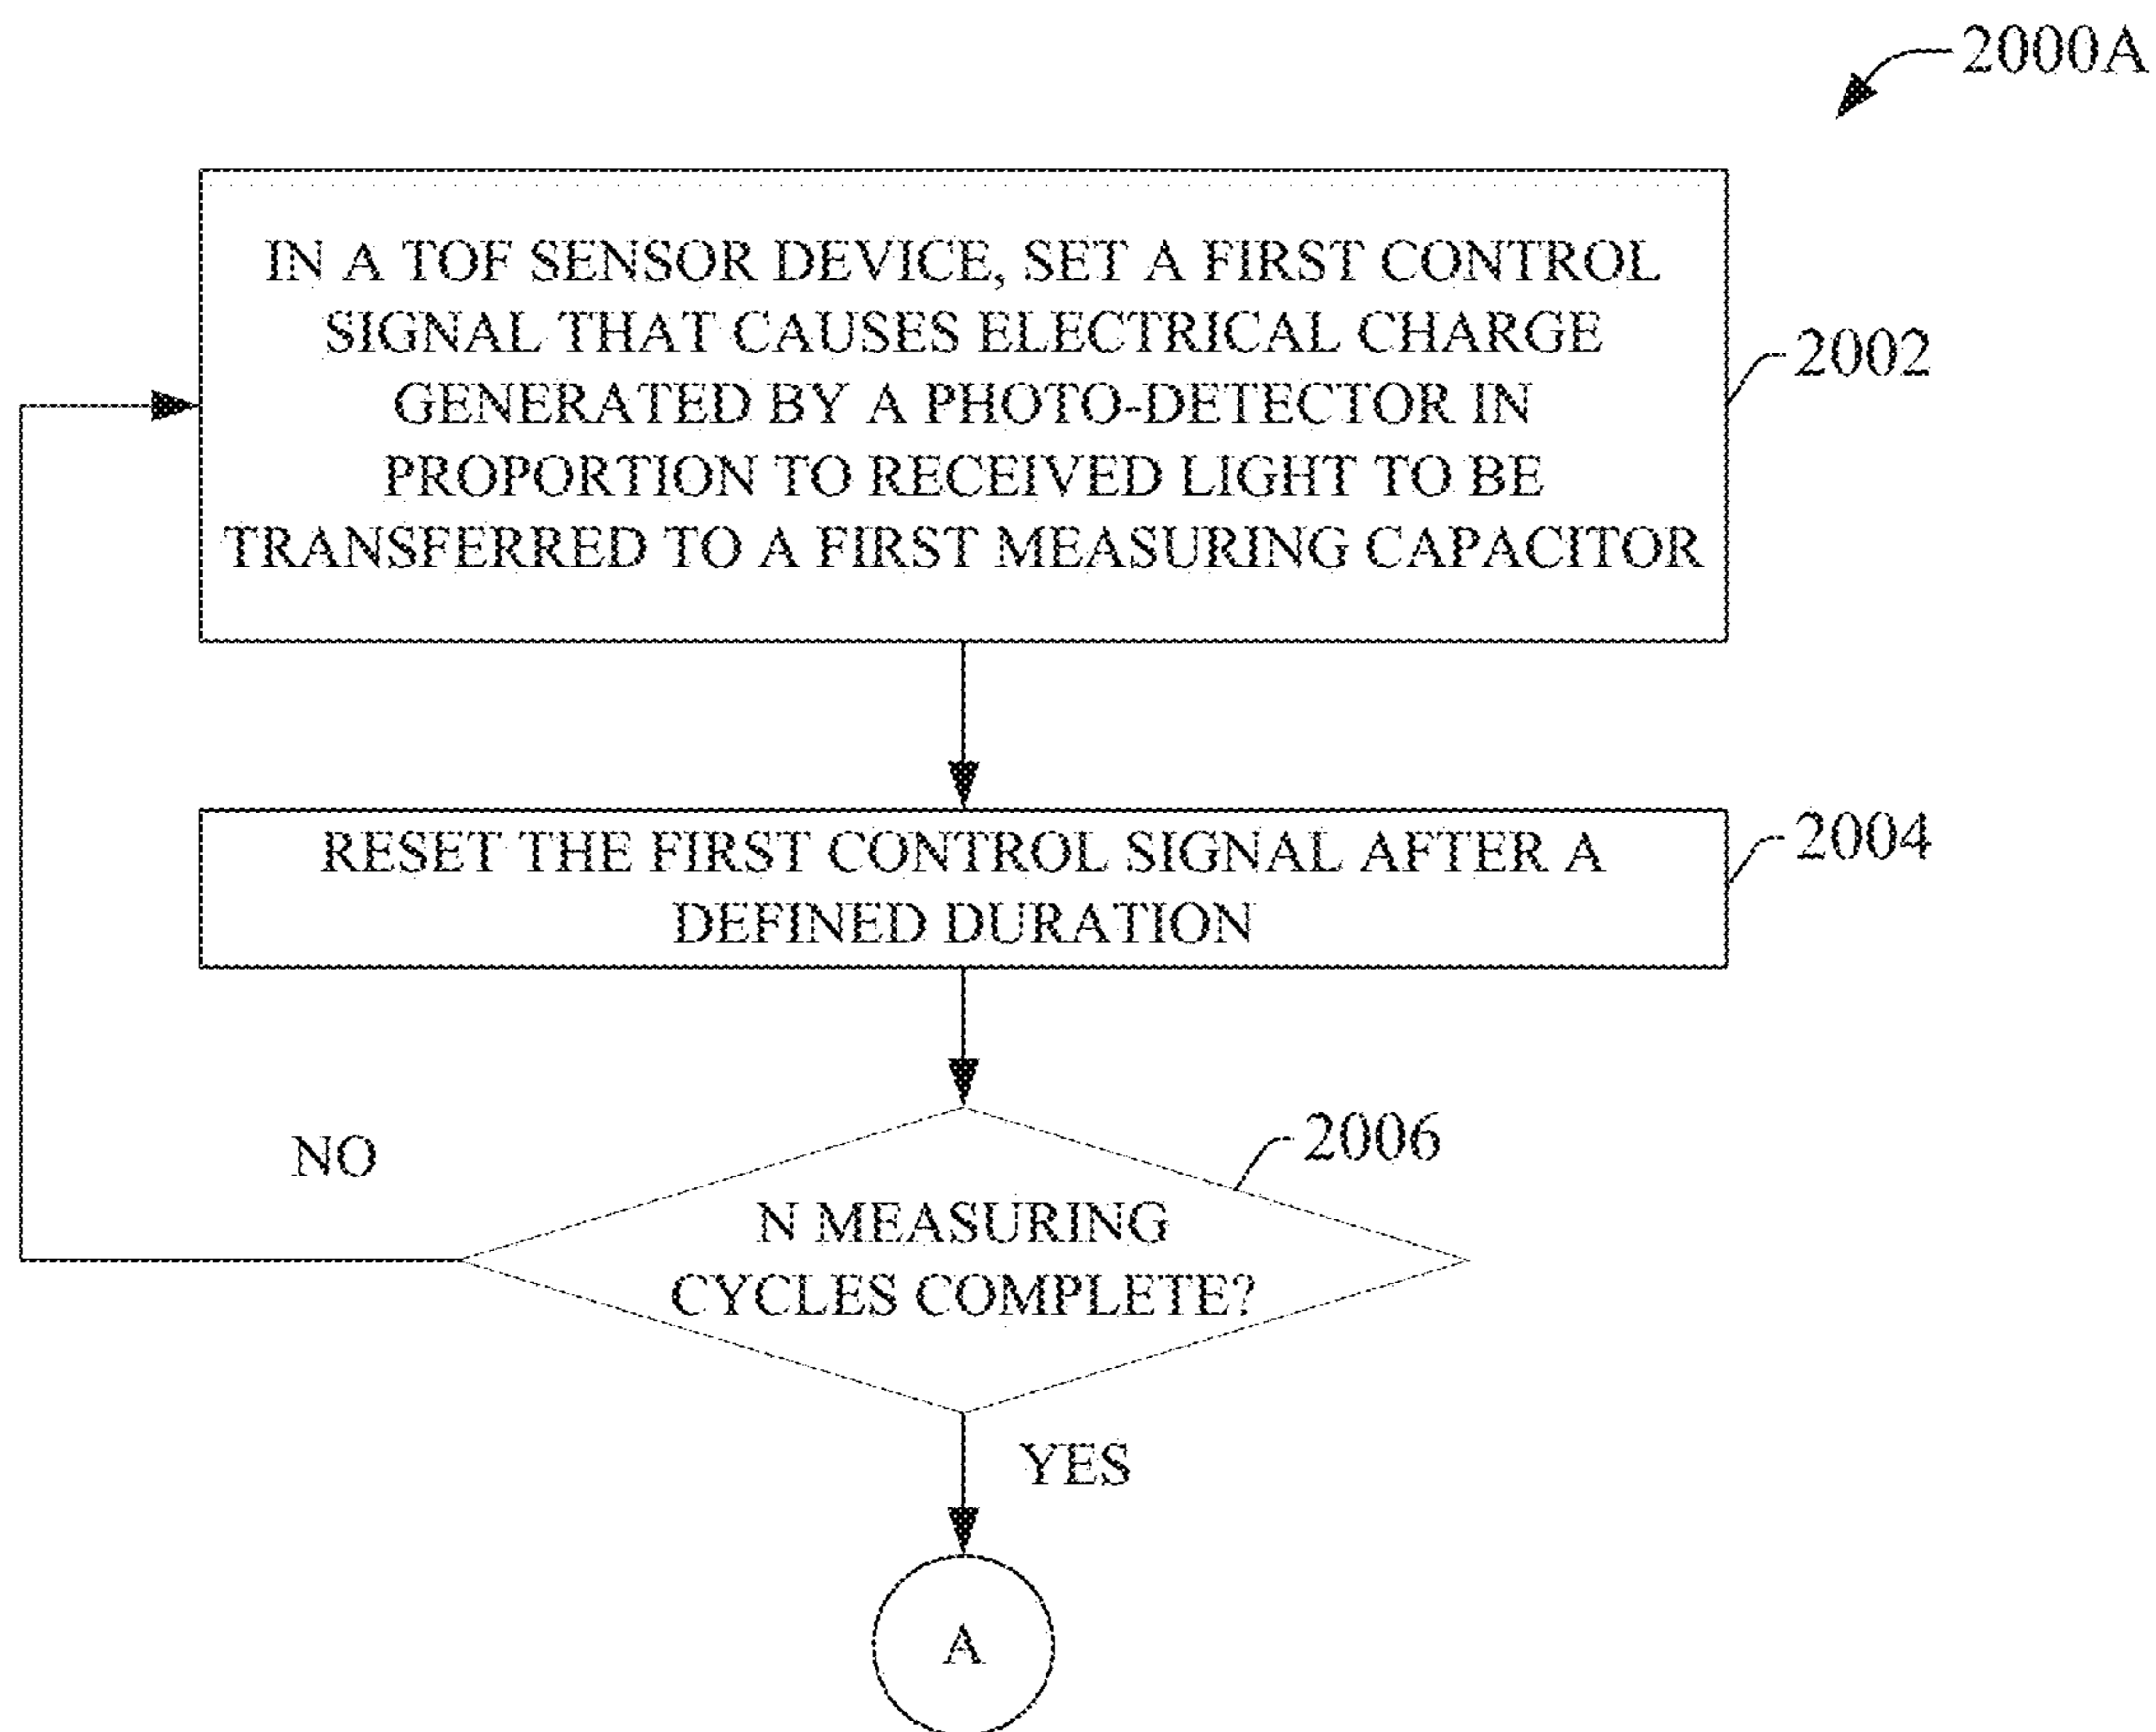 2000A
IN A TOF SENSOR DEVICE, SET A FIRST CONTROL
SIGNAL THAT CAUSES ELECTRICAL CHARGE
GENERATED BY A PHOTO-DETECTOR IN
PROPORTION TO RECEIVED LIGHT TO BE
TRANSFERRED TO A FIRST MEASURING CAPACITOR
2002
RESET THE FIRST CONTROL SIGNAL AFTER A
DEFINED DURATION
2004
2006
NO
N MEASURING
CYCLES COMPLETE?
YES
A